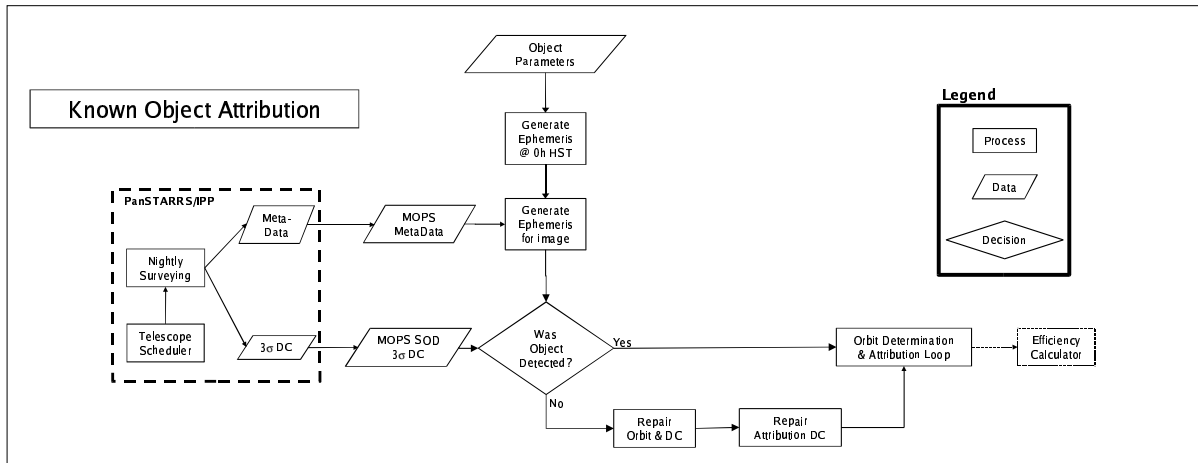 Object
Parameters
Known Object Attribution
Legend
Generate
Ephemeris
@ 0h HST
Process
PanSTARRS/IPP
Meta-
Data
MOPS
MetaData
Generate
Ephemeris
for image
Data
Decision
Nightly
Surveying
Telescope
Scheduler
3σ DC
MOPS SOD
3σ DC
Was
Object
Detected?
Yes
Orbit Determination
& Attribution Loop
Efficiency
Calculator
No
Repair
Orbit & DC
Repair
Attribution DC